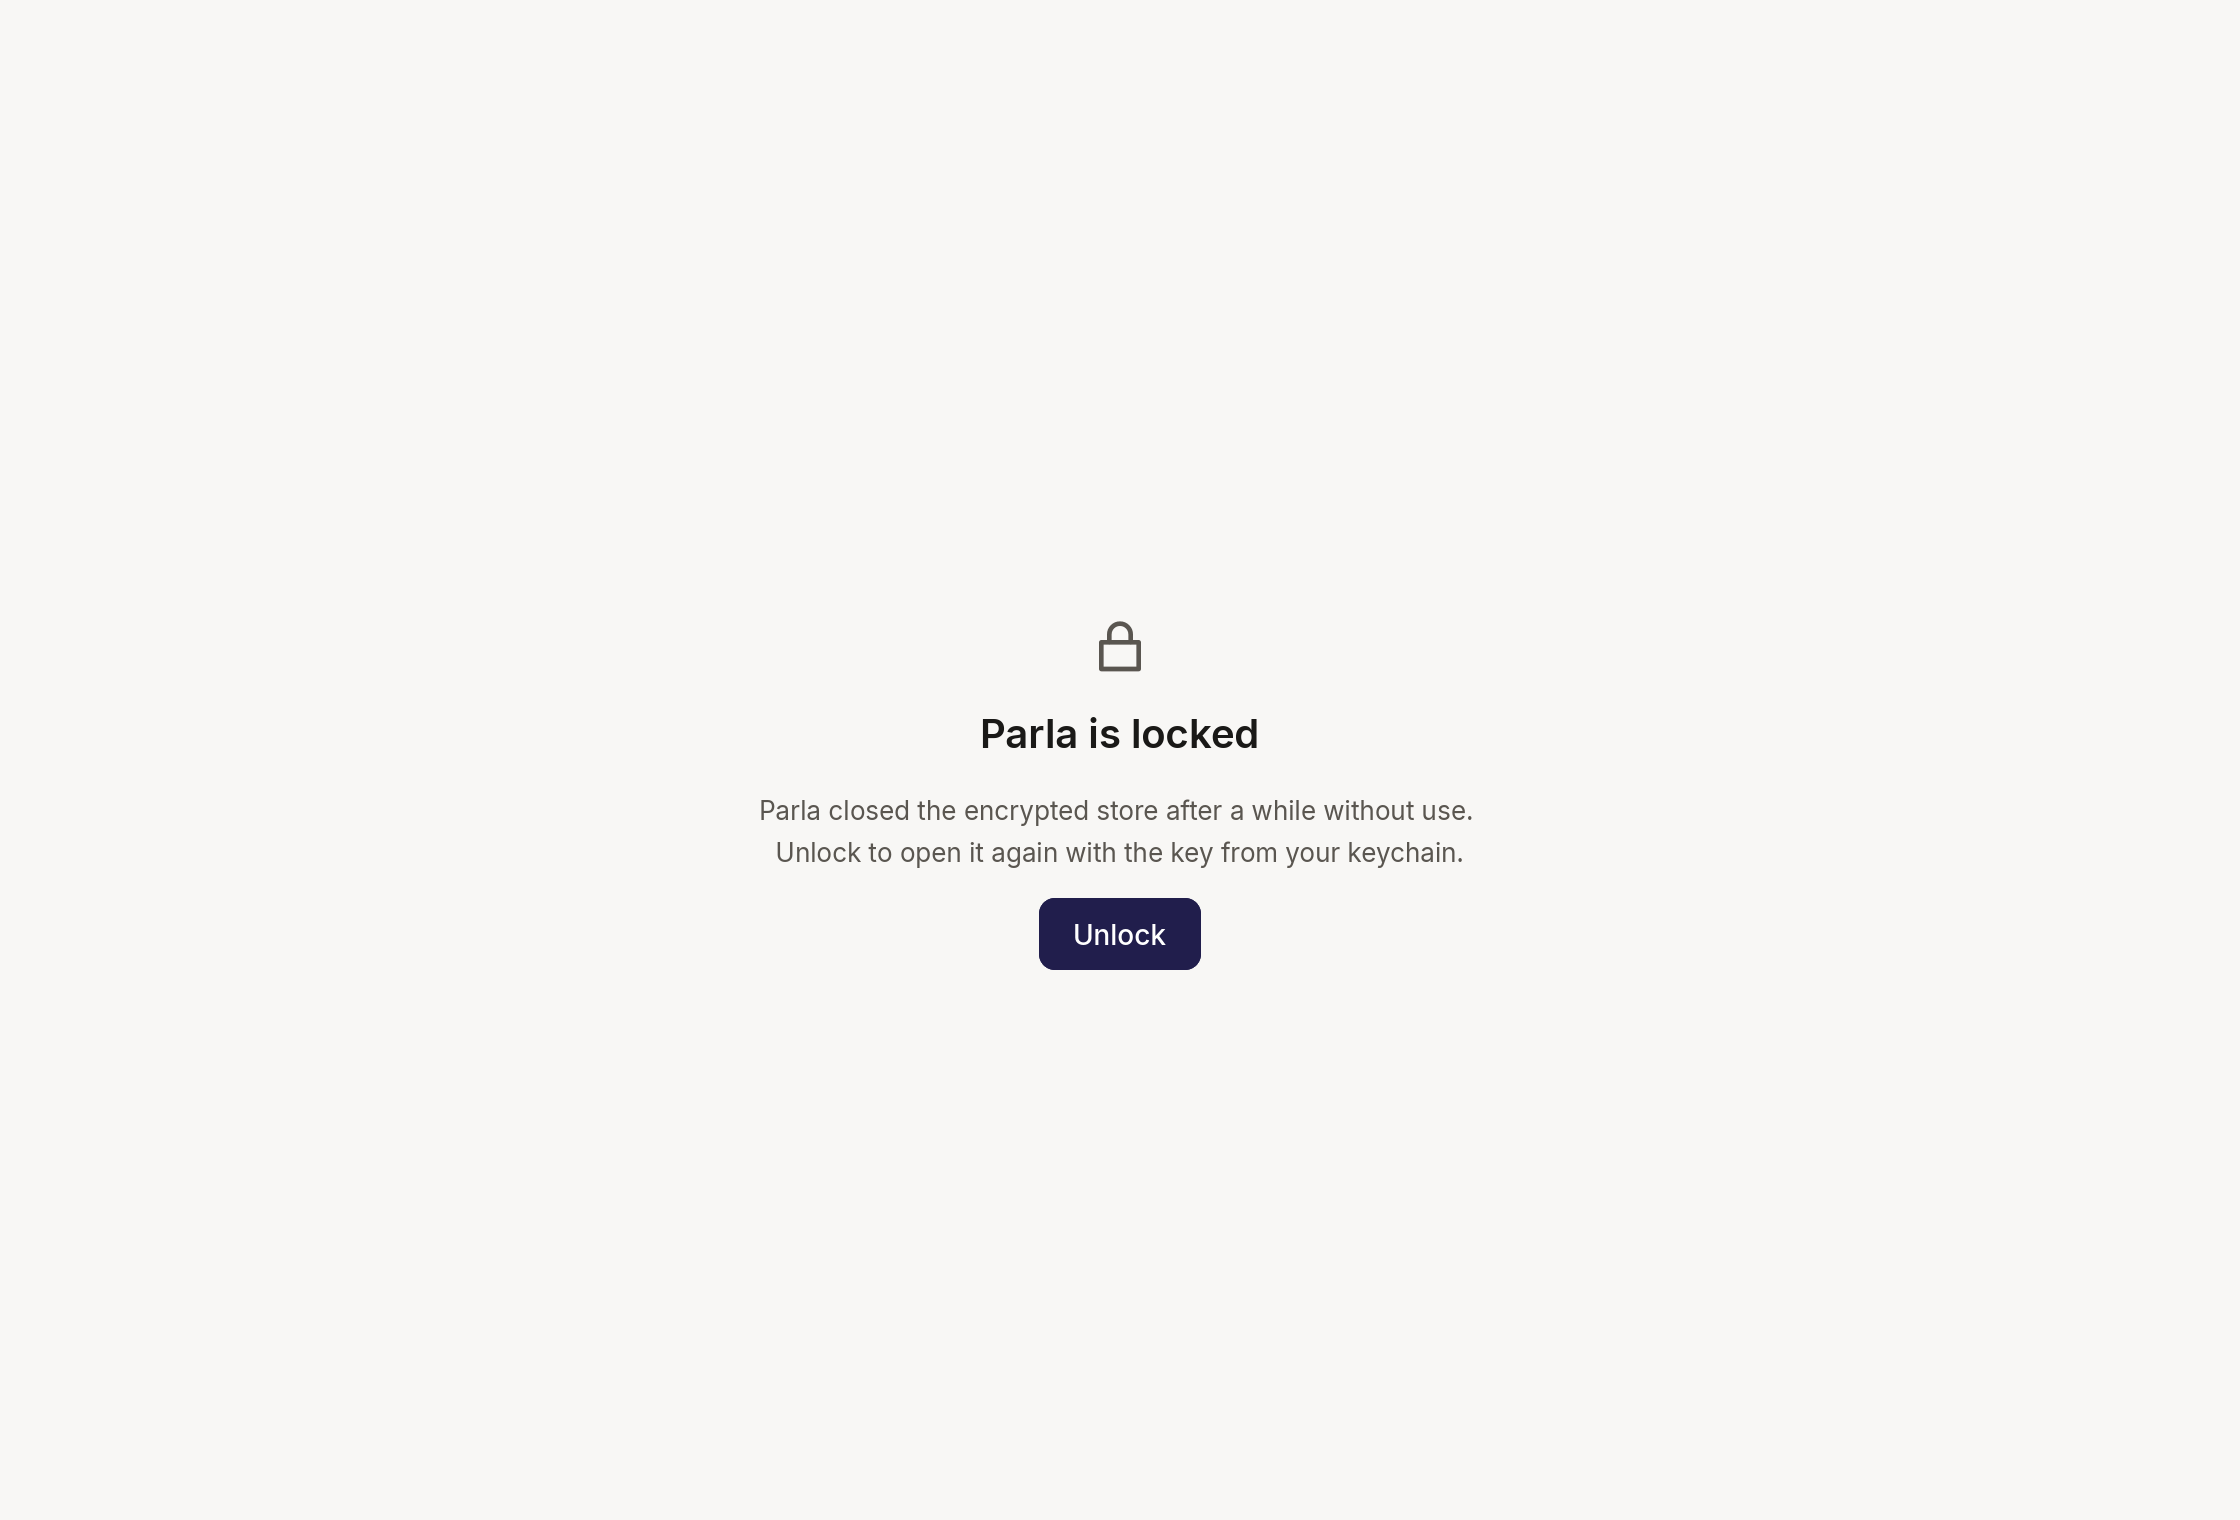 Parla is locked
Parla closed the encrypted store after a while without use.
Unlock to open it again with the key from your keychain.
Unlock